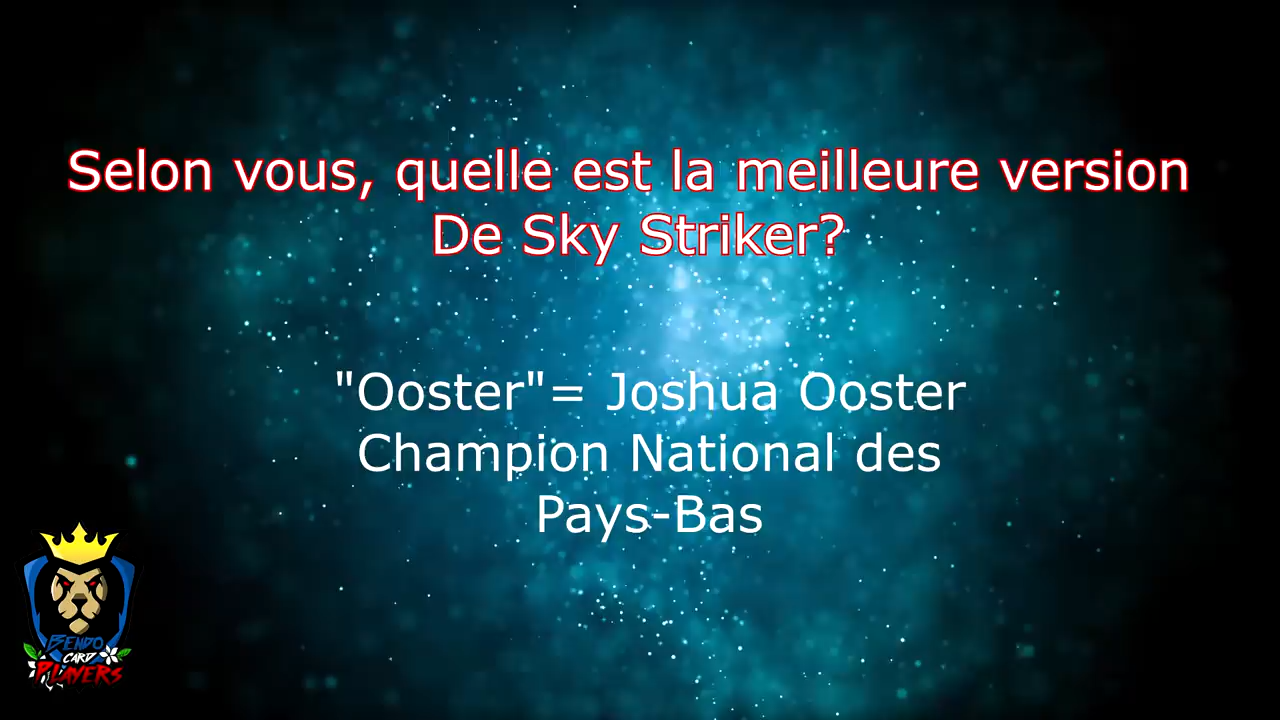 Selon vous, quelle est la meilleure version
De Sky Striker?
"Ooster"= Joshua Ooster
Champion National des
Pays-Bas
BENDO
CARD
PLAYERS